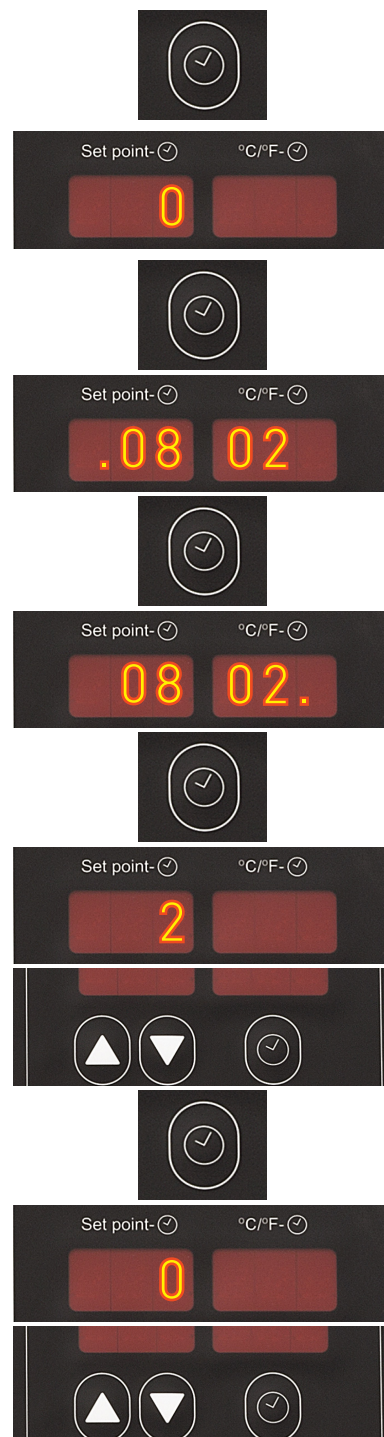 Set point- °C/°F-
0
Set point- °C/°F-
.08 02
Set point- °C/°F-
08 02.
Set point- °C/°F-
2
Set point- °C/°F-
0